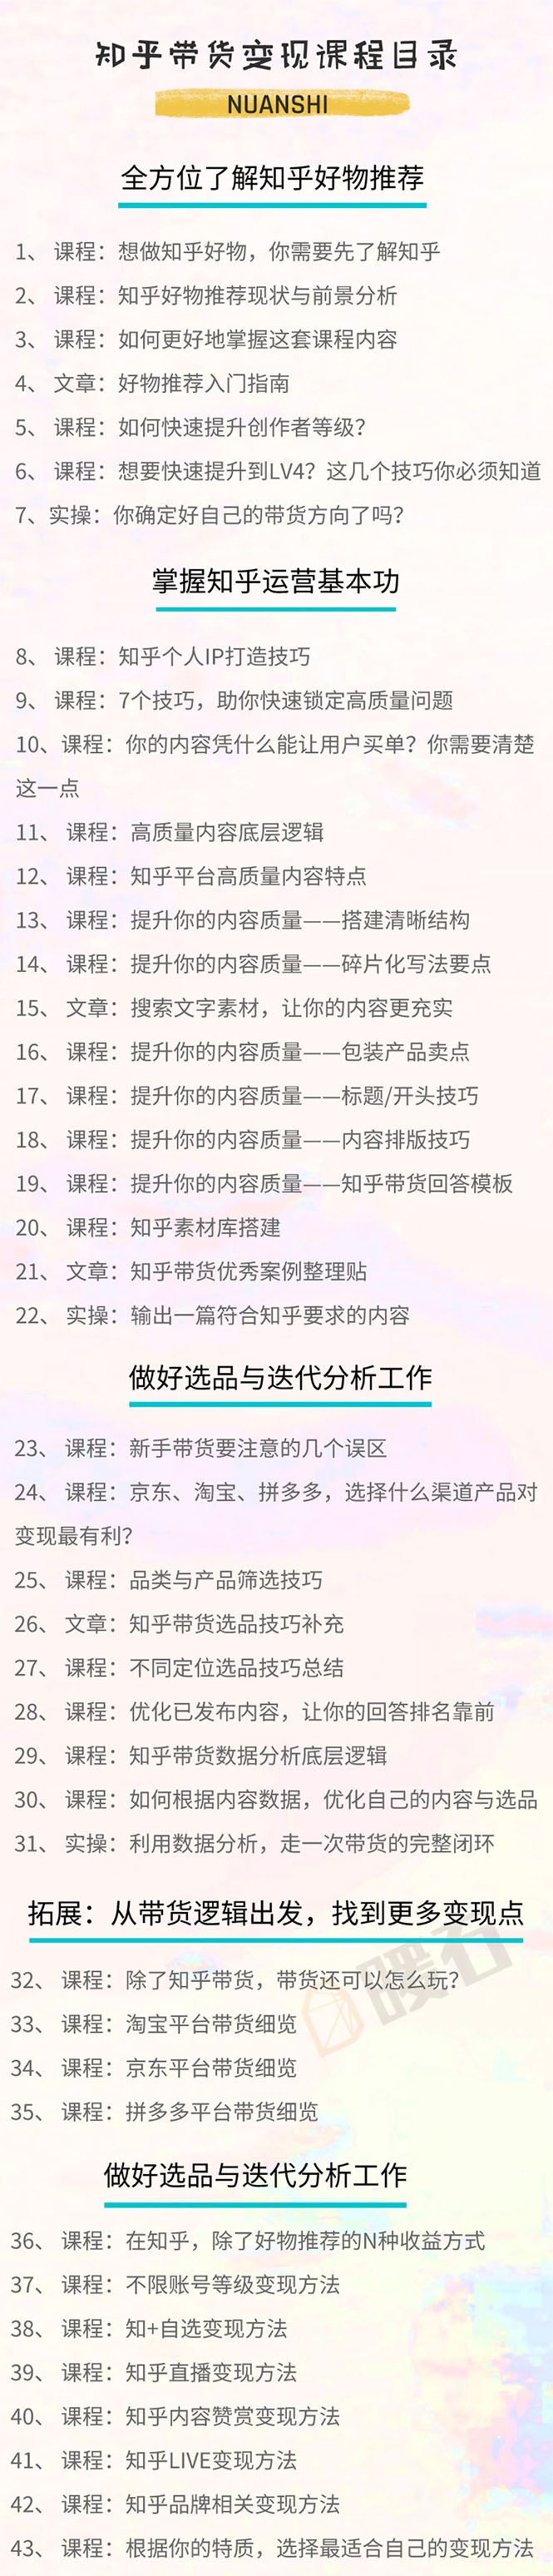 知乎带货变现课程目录
NUANSHI
全方位了解知乎好物推荐
1、 课程：想做知乎好物，你需要先了解知乎
2、 课程：知乎好物推荐现状与前景分析
3、 课程：如何更好地掌握这套课程内容
4、 文章：好物推荐入门指南
5、 课程：如何快速提升创作者等级？
6、 课程：想要快速提升到LV4？这几个技巧你必须知道
7、实操：你确定好自己的带货方向了吗？
掌握知乎运营基本功
8、 课程：知乎个人IP打造技巧
9、 课程：7个技巧，助你快速锁定高质量问题
10、课程：你的内容凭什么能让用户买单？你需要清楚
这一点
11、 课程：高质量内容底层逻辑
12、 课程：知乎平台高质量内容特点
13、 课程：提升你的内容质量——搭建清晰结构
14、 课程：提升你的内容质量——碎片化写法要点
15、 文章：搜索文字素材，让你的内容更充实
16、 课程：提升你的内容质量——包装产品卖点
17、 课程：提升你的内容质量——标题/开头技巧
18、 课程：提升你的内容质量——内容排版技巧
19、 课程：提升你的内容质量——知乎带货回答模板
20、 课程：知乎素材库搭建
21、 文章：知乎带货优秀案例整理贴
22、 实操：输出一篇符合知乎要求的内容
做好选品与迭代分析工作
23、 课程：新手带货要注意的几个误区
24、 课程：京东、淘宝、拼多多，选择什么渠道产品对
变现最有利？
25、 课程：品类与产品筛选技巧
26、 文章：知乎带货选品技巧补充
27、 课程：不同定位选品技巧总结
28、 课程：优化已发布内容，让你的回答排名靠前
29、 课程：知乎带货数据分析底层逻辑
30、 课程：如何根据内容数据，优化自己的内容与选品
31、 实操：利用数据分析，走一次带货的完整闭环
拓展：从带货逻辑出发，找到更多变现点
暖石
32、 课程：除了知乎带货，带货还可以怎么玩？
33、 课程：淘宝平台带货细览
34、 课程：京东平台带货细览
35、 课程：拼多多平台带货细览
做好选品与迭代分析工作
36、 课程：在知乎，除了好物推荐的N种收益方式
37、 课程：不限账号等级变现方法
38、 课程：知+自选变现方法
39、 课程：知乎直播变现方法
40、 课程：知乎内容赞赏变现方法
41、 课程：知乎LIVE变现方法
42、 课程：知乎品牌相关变现方法
43、 课程：根据你的特质，选择最适合自己的变现方法